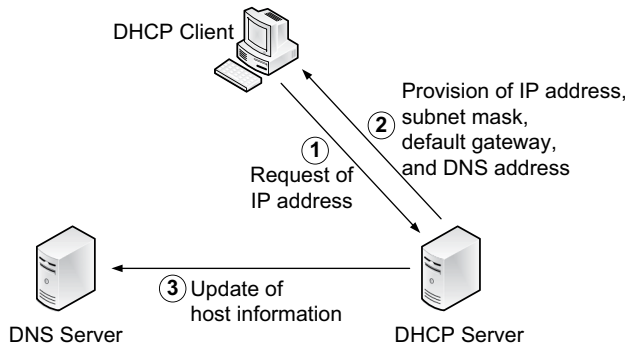 DHCP Client
Provision of IP address,
subnet mask,
default gateway,
and DNS address
2
1
Request of
IP address
3
Update of
host information
DNS Server
DHCP Server